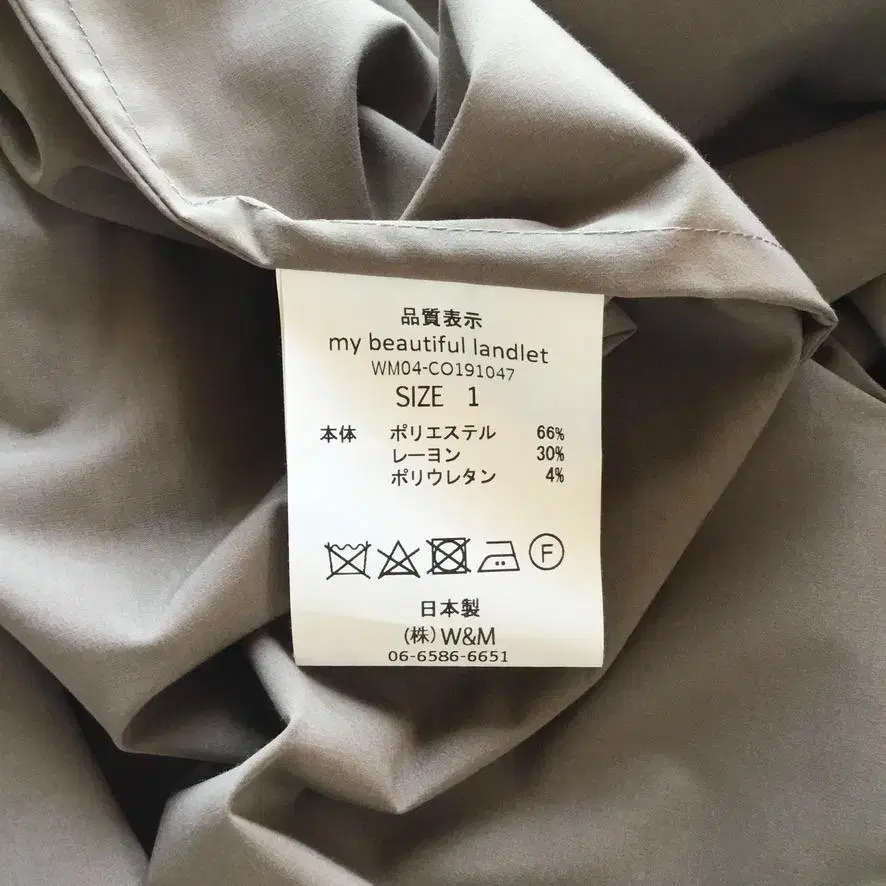 品質表示
my beautiful landlet
WM04-CO191047
SIZE 1
本体 ポリエステル 66%
レーヨン 30%
ポリウレタン 4%
F
日本製
(株)W&M
06-6586-6651